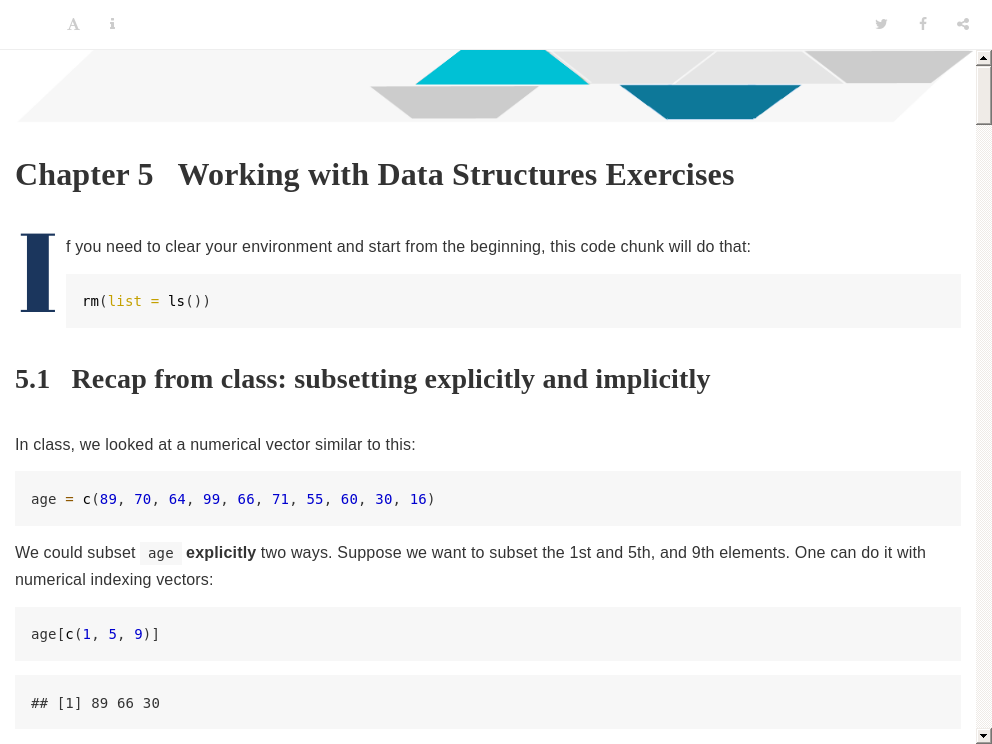 Chapter 5 Working with Data Structures Exercises
If you need to clear your environment and start from the beginning, this code chunk will do that:
rm(list = ls())
5.1 Recap from class: subsetting explicitly and implicitly
In class, we looked at a numerical vector similar to this:
age = c(89, 70, 64, 99, 66, 71, 55, 60, 30, 16)
We could subset age explicitly two ways. Suppose we want to subset the 1st and 5th, and 9th elements. One can do it with
numerical indexing vectors:
age[c(1, 5, 9)]
## [1] 89 66 30